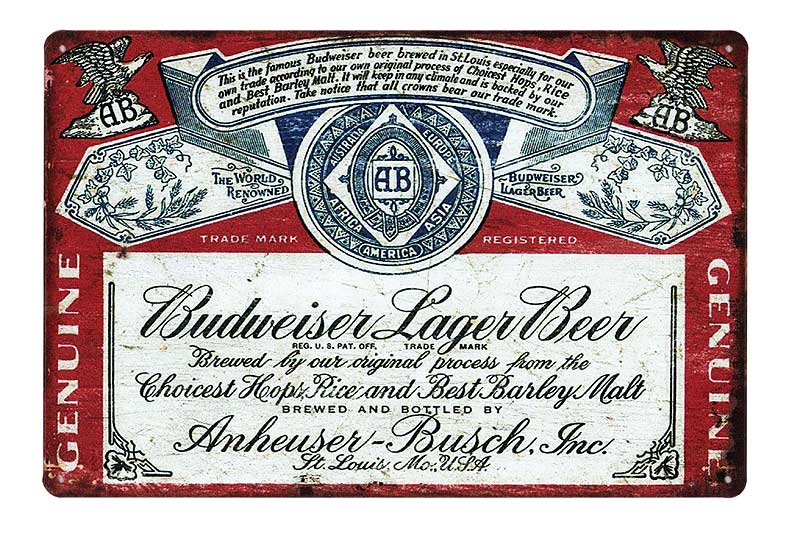 This is the famous Budweiser beer brewed in St. Louis especially for our
own trade according to our own original process of Choicest Hops, Rice
and Best Barley Malt. It will keep in any climate and is backed by our
reputation. Take notice that all crowns bear our trade mark.
AB
AB
EUROPE
AB
AFRICA
ASIA
AMERICA
THE WORLD
RENOWNED
BUDWEISER
LAGER BEER
TRADE MARK
REGISTERED
GENUINE
GENUINE
Budweiser Lager Beer
REG. U. S. PAT. OFF. TRADE MARK
Brewed by our original process from the
Choicest Hops, Rice and Best Barley Malt
BREWED AND BOTTLED BY
Anheuser-Busch, Inc.
St. Louis, Mo., U.S.A.